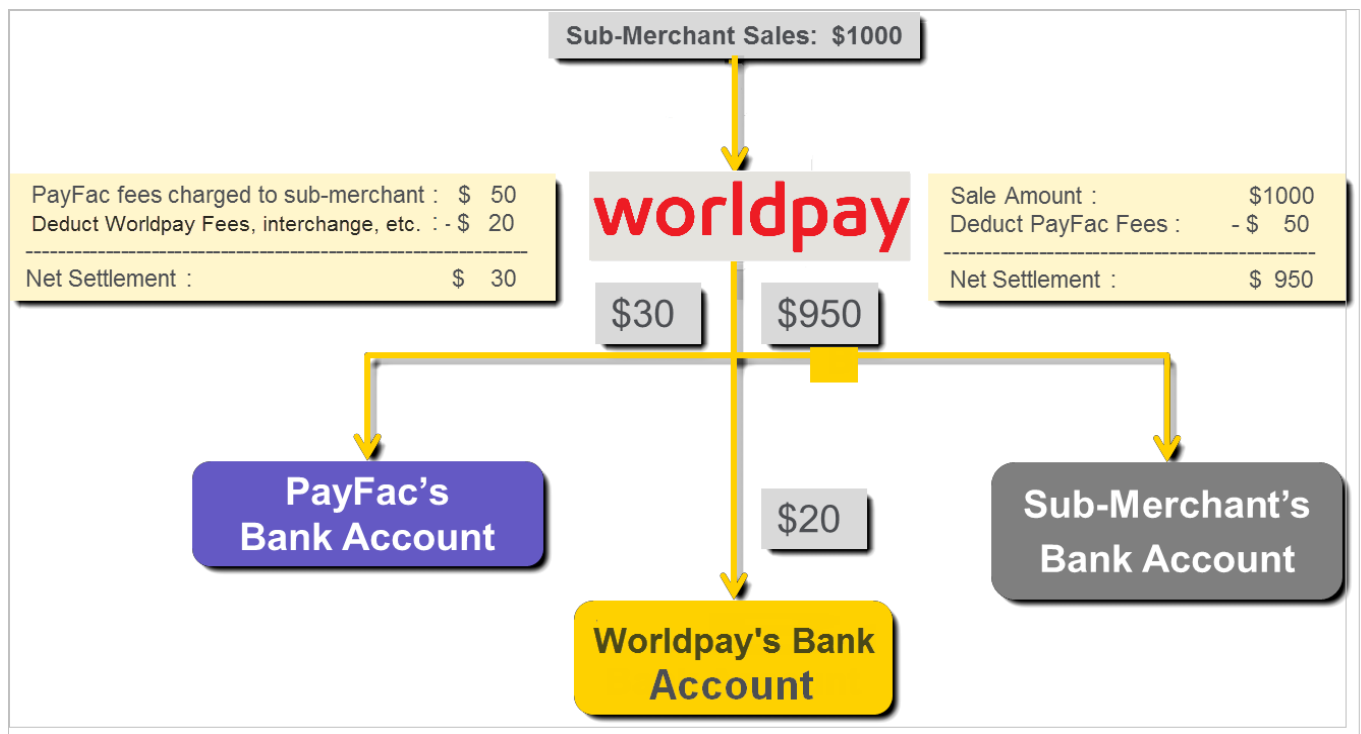 Sub-Merchant Sales: $1000
PayFac fees charged to sub-merchant : $ 50
Deduct Worldpay Fees, interchange, etc. : - $ 20
---------------------------------------------------------------
Net Settlement : $ 30
worldpay
Sale Amount : $1000
Deduct PayFac Fees : - $ 50
---------------------------------------------------------------
Net Settlement : $ 950
$30
$950
PayFac’s
Bank Account
$20
Sub-Merchant’s
Bank Account
Worldpay's Bank
Account